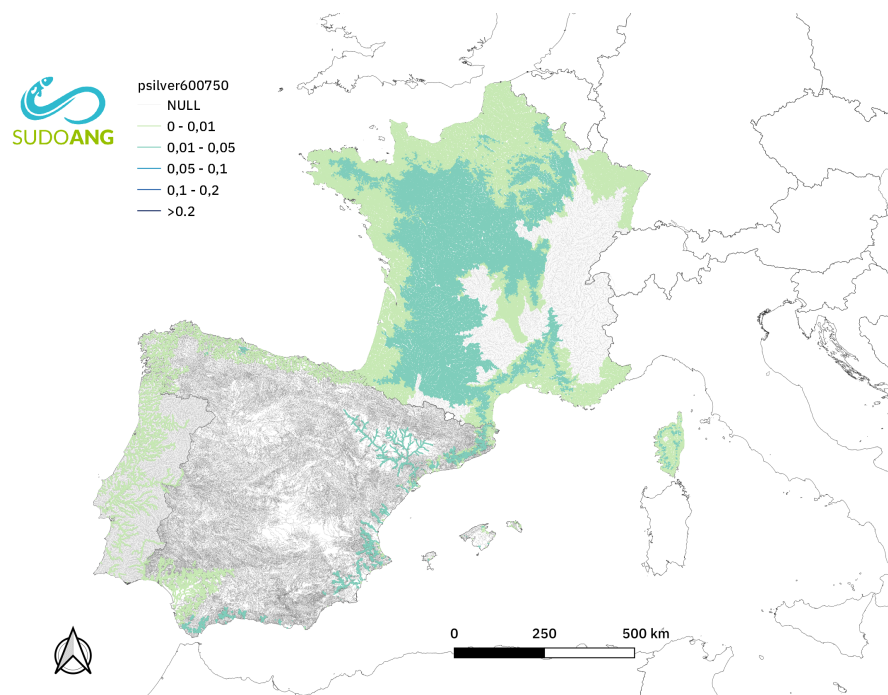 psilver600750
NULL
0 - 0,01
0,01 - 0,05
0,05 - 0,1
0,1 - 0,2
>0.2
SUDOANG
0 250 500 km